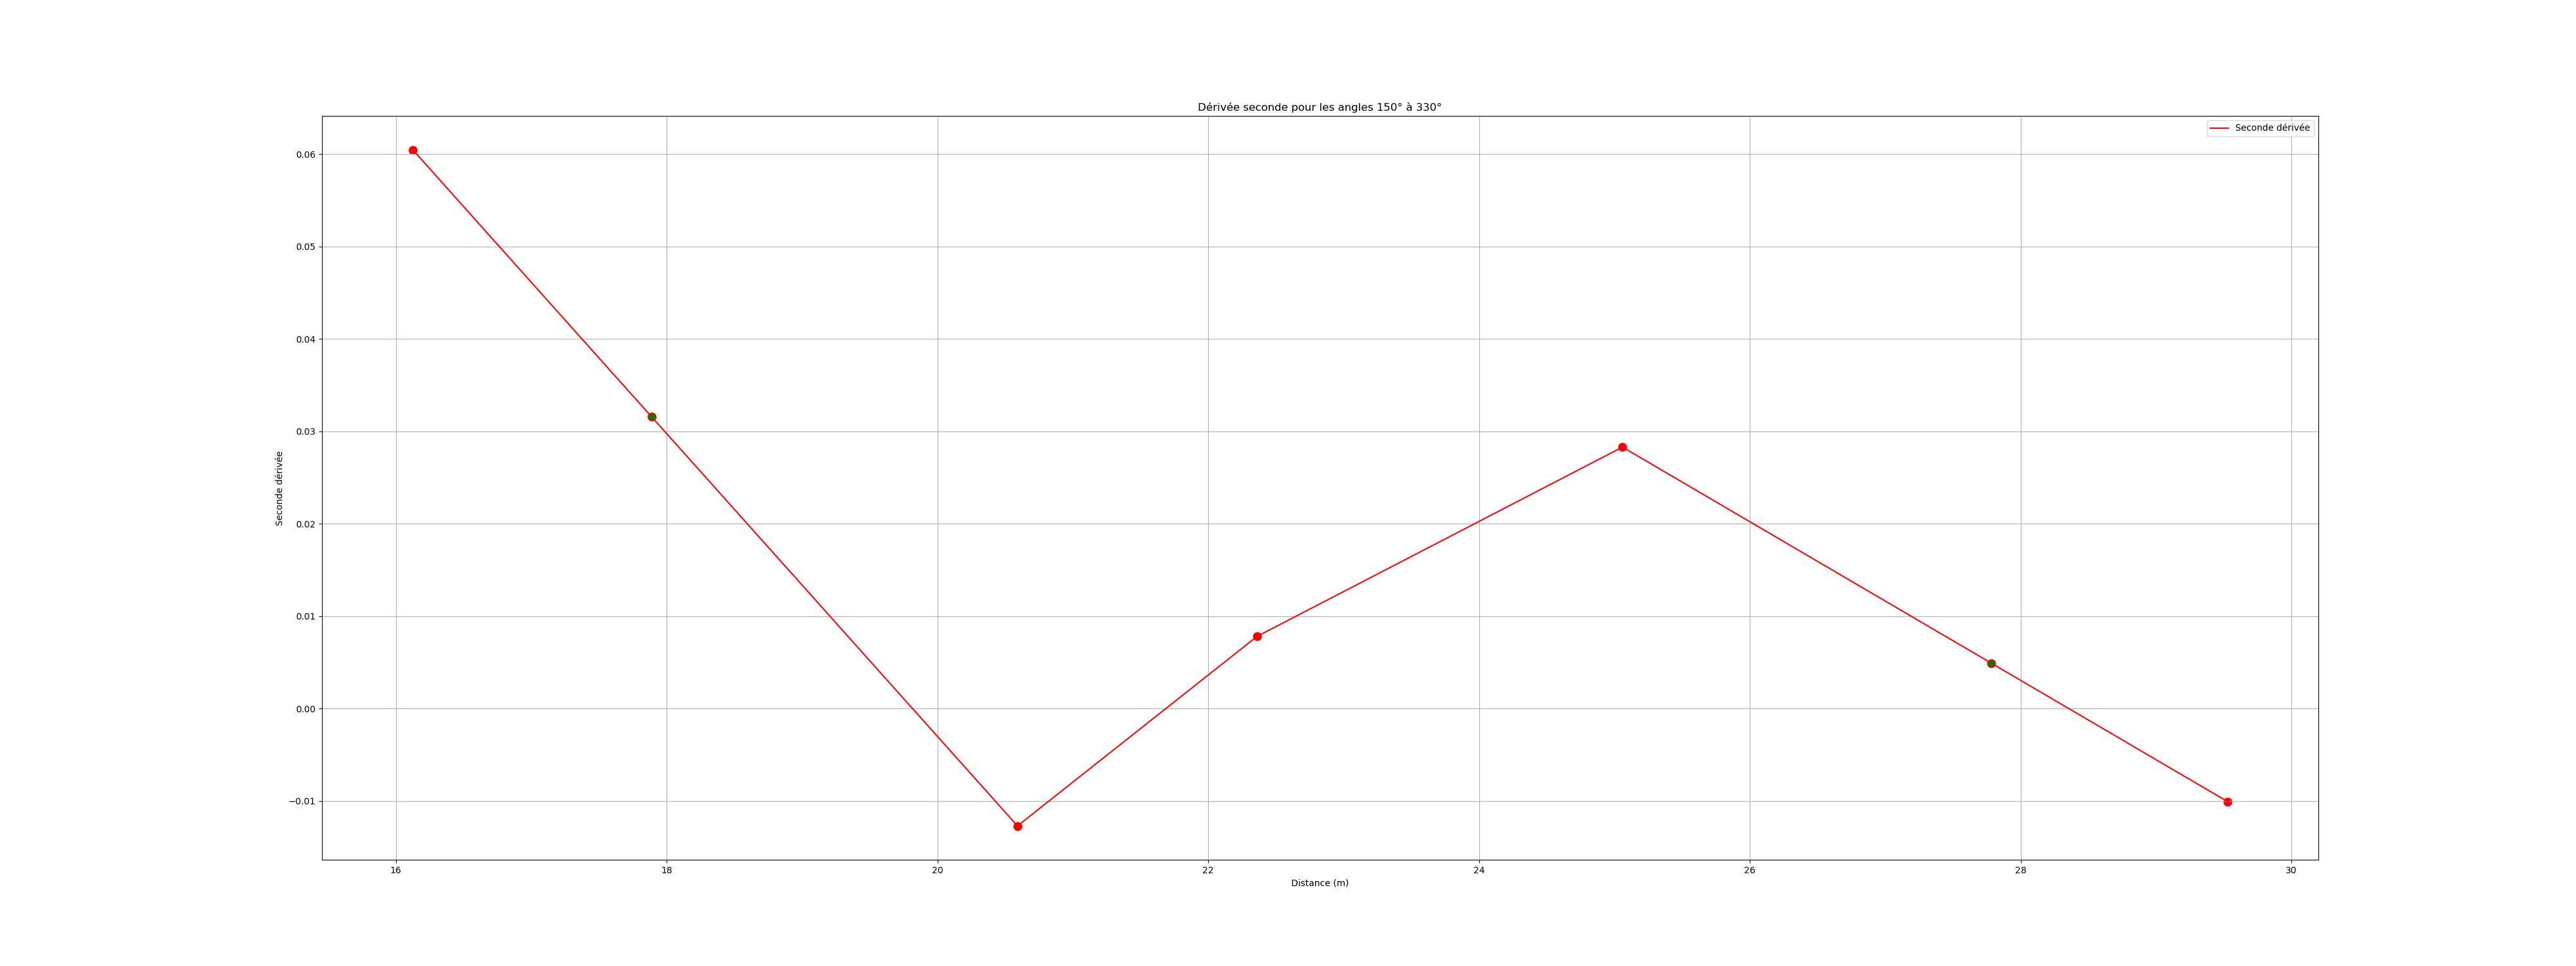 Dérivée seconde pour les angles 150° à 330°
Seconde dérivée
0.06
0.05
0.04
0.03
0.02
0.01
0.00
−0.01
Seconde dérivée
16 18 20 22 24 26 28 30
Distance (m)